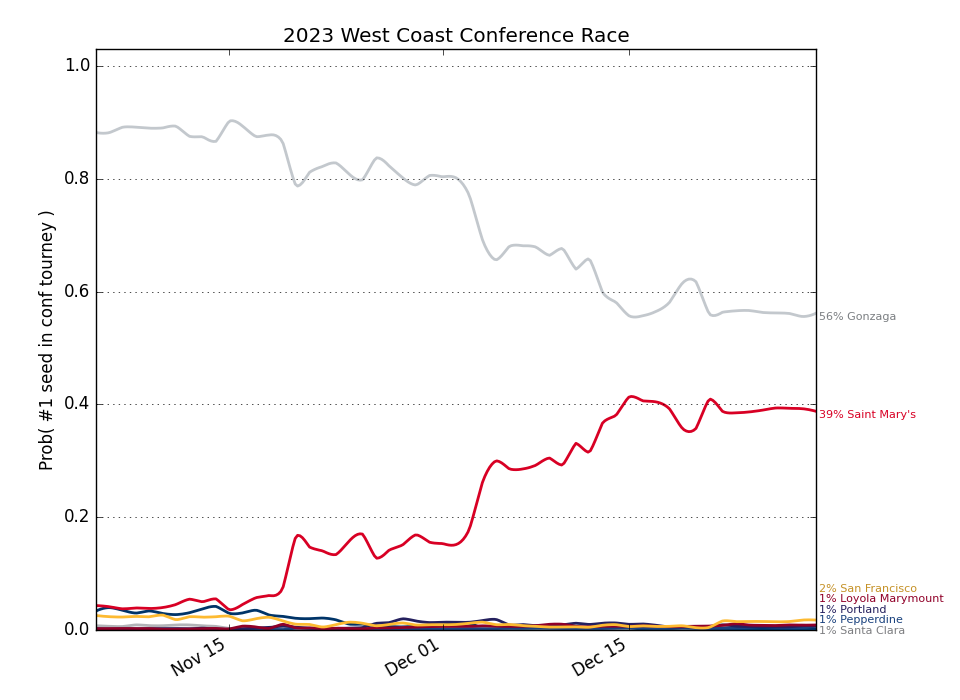 2023 West Coast Conference Race
Prob( #1 seed in conf tourney )
1.0
0.8
0.6
0.4
0.2
0.0
Nov 15
Dec 01
Dec 15
56% Gonzaga
39% Saint Mary's
2% San Francisco
1% Loyola Marymount
1% Portland
1% Pepperdine
1% Santa Clara